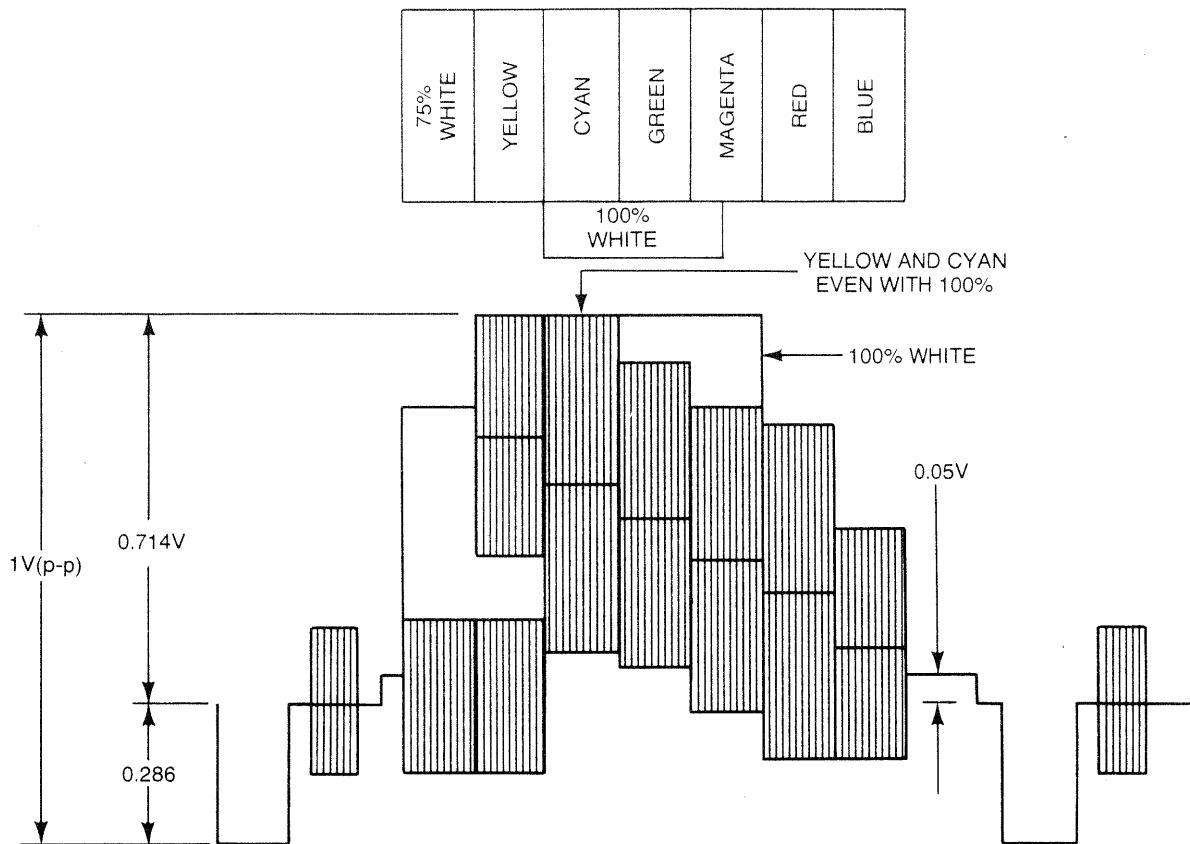 75%
WHITE
YELLOW
CYAN
GREEN
MAGENTA
RED
BLUE
100%
WHITE
YELLOW AND CYAN
EVEN WITH 100%
100% WHITE
0.05V
0.714V
1V(p-p)
0.286